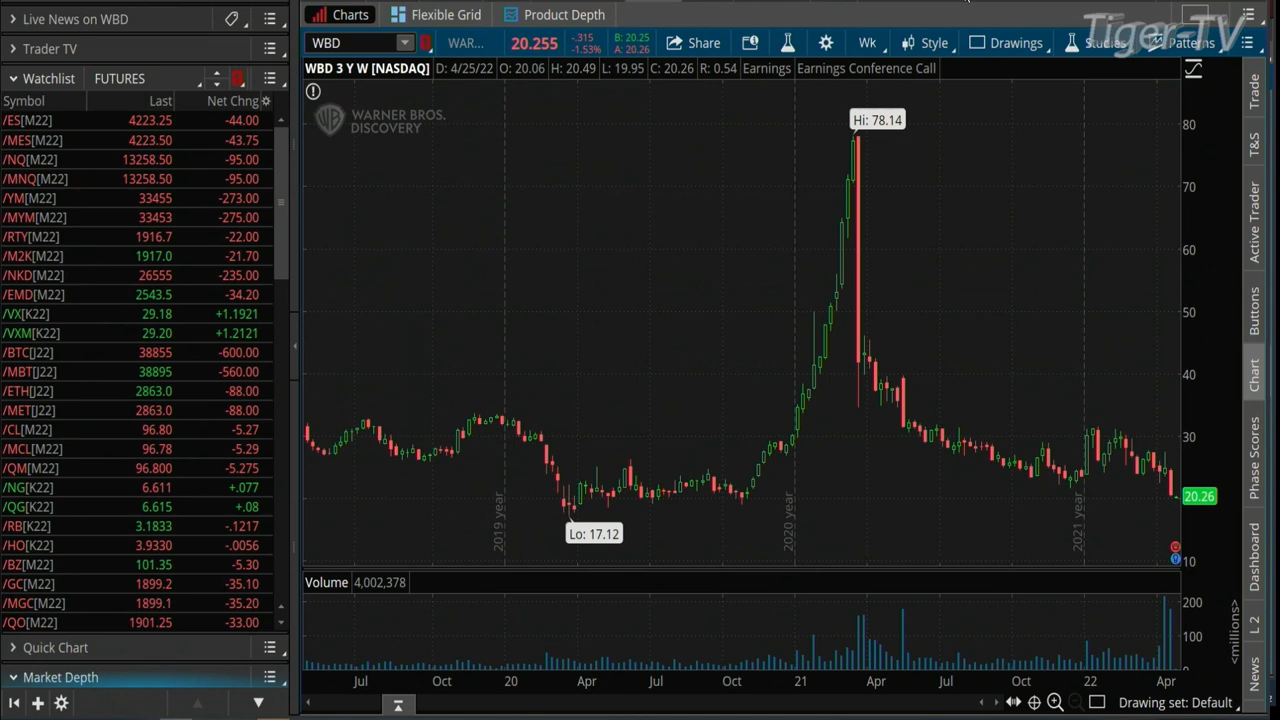 Live News on WBD
Charts
Flexible Grid
Product Depth
Tiger-TV
Trader TV
WBD
WAR...
20.255
-.315
-1.53%
B: 20.25
A: 20.26
Share
Wk
Style
Drawings
Studies
Patterns
Watchlist
FUTURES
WBD 3 Y W [NASDAQ]
D: 4/25/22
O: 20.06
H: 20.49
L: 19.95
C: 20.26
R: 0.54
Earnings
Earnings Conference Call
Symbol
Last
Net Chng
/ES[M22] 4223.25 -44.00
/MES[M22] 4223.50 -43.75
/NQ[M22] 13258.50 -95.00
/MNQ[M22] 13258.50 -95.00
/YM[M22] 33455 -273.00
/MYM[M22] 33453 -275.00
/RTY[M22] 1916.7 -22.00
/M2K[M22] 1917.0 -21.70
/NKD[M22] 26555 -235.00
/EMD[M22] 2543.5 -34.20
/VX[K22] 29.18 +1.1921
/VXM[K22] 29.20 +1.2121
/BTC[J22] 38855 -600.00
/MBT[J22] 38895 -560.00
/ETH[J22] 2863.0 -88.00
/MET[J22] 2863.0 -88.00
/CL[M22] 96.80 -5.27
/MCL[M22] 96.78 -5.29
/QM[M22] 96.800 -5.275
/NG[K22] 6.611 +.077
/QG[K22] 6.615 +.08
/RB[K22] 3.1833 -.1217
/HO[K22] 3.9330 -.0056
/BZ[M22] 101.35 -5.30
/GC[M22] 1899.2 -35.10
/MGC[M22] 1899.1 -35.20
/QO[M22] 1901.25 -33.00
Quick Chart
Market Depth
WARNER BROS.
DISCOVERY
Hi: 78.14
Lo: 17.12
80
70
60
50
40
30
20.26
10
2019 year
2020 year
2021 year
Volume
4,002,378
200
100
0
<millions>
Jul
Oct
20
Apr
Jul
Oct
21
Apr
Jul
Oct
22
Apr
Drawing set: Default
Trade
T&S
Active Trader
Buttons
Chart
Phase Scores
Dashboard
L 2
News